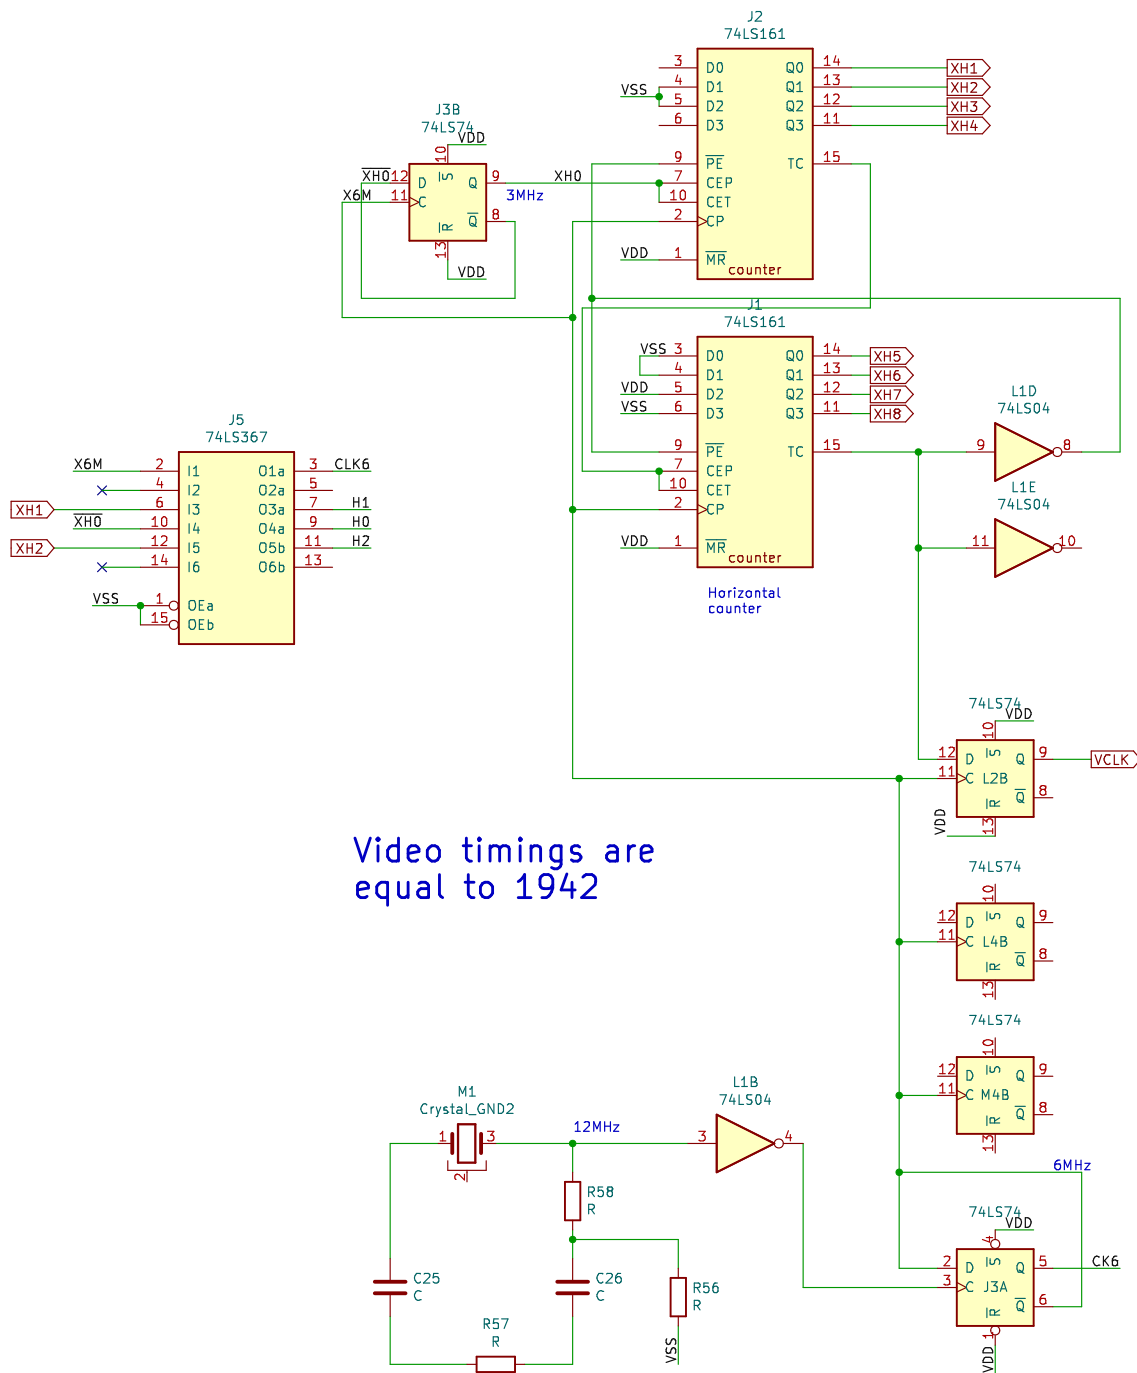 J2
74LS161
3 D0 Q0 14 XH1
4 D1 Q1 13 XH2
VSS
5 D2 Q2 12 XH3
6 D3 Q3 11 XH4
9 PE TC 15
7 CEP
10 CET
2 CP
VDD 1 MR
counter
J3B
74LS74
VDD
10
XH0 12 D S Q 9 XH0
3MHz
X6M 11 C
Q 8
R
13
VDD
J1
74LS161
VSS 3 D0 Q0 14 XH5
4 D1 Q1 13 XH6
VDD 5 D2 Q2 12 XH7
VSS 6 D3 Q3 11 XH8
9 PE TC 15
7 CEP
10 CET
2 CP
VDD 1 MR
counter
Horizontal
counter
L1D
74LS04
9 8
L1E
74LS04
11 10
J5
74LS367
X6M 2 I1 O1a 3 CLK6
4 I2 O2a 5
XH1 6 I3 O3a 7 H1
XH0 10 I4 O4a 9 H0
XH2 12 I5 O5b 11 H2
14 I6 O6b 13
VSS 1 OEa
15 OEb
74LS74
VDD
10
12 D S Q 9 VCLK
11 C L2B
Q 8
R
VDD 13
Video timings are
equal to 1942
74LS74
10
12 D S Q 9
11 C L4B
Q 8
R
13
74LS74
10
12 D S Q 9
11 C M4B
Q 8
R
13
M1
Crystal_GND2
1 3
2
12MHz
L1B
74LS04
3 4
R58
R
6MHz
74LS74
VDD
4
2 D S Q 5 CK6
3 C J3A
Q 6
R
1
VDD
C25
C
C26
C
R56
R
R57
R
VSS